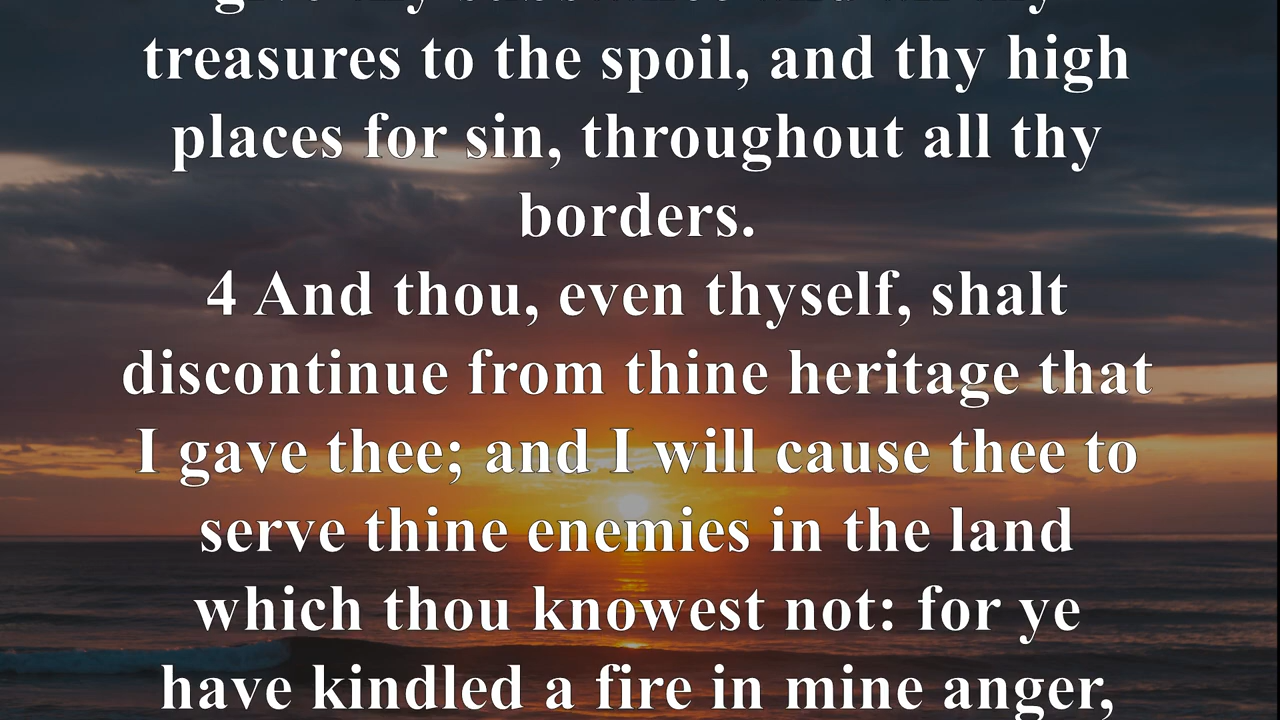 treasures to the spoil, and thy high
places for sin, throughout all thy
borders.
4 And thou, even thyself, shalt
discontinue from thine heritage that
I gave thee; and I will cause thee to
serve thine enemies in the land
which thou knowest not: for ye
have kindled a fire in mine anger,